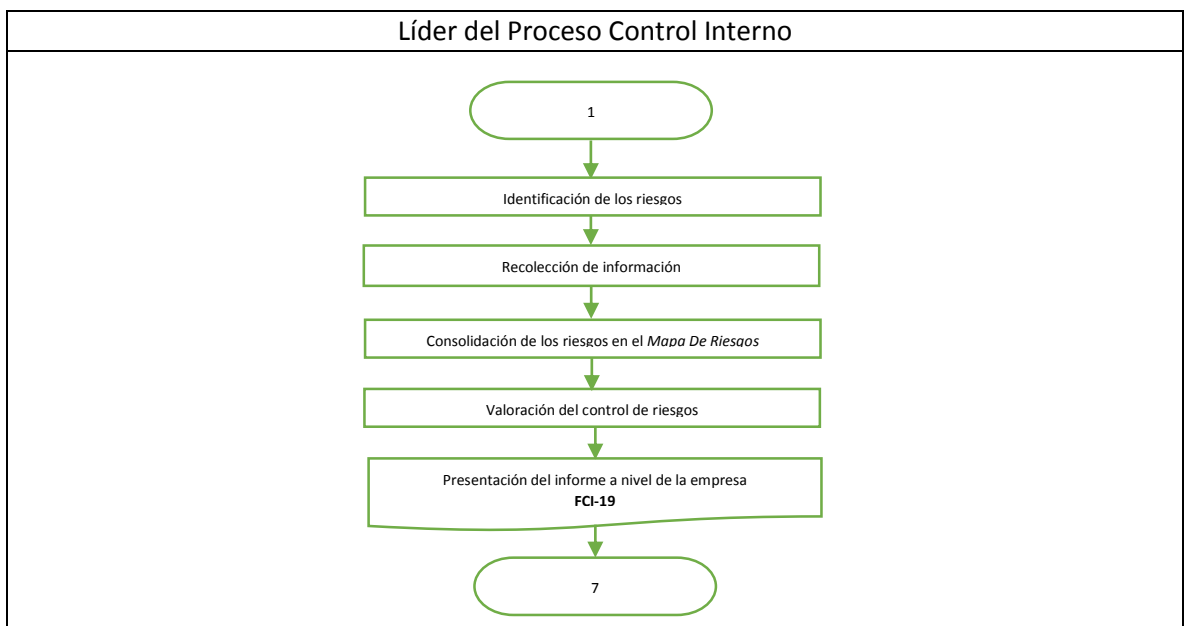 Líder del Proceso Control Interno
1
Identificación de los riesgos
Recolección de información
Consolidación de los riesgos en el Mapa De Riesgos
Valoración del control de riesgos
Presentación del informe a nivel de la empresa
FCI-19
7